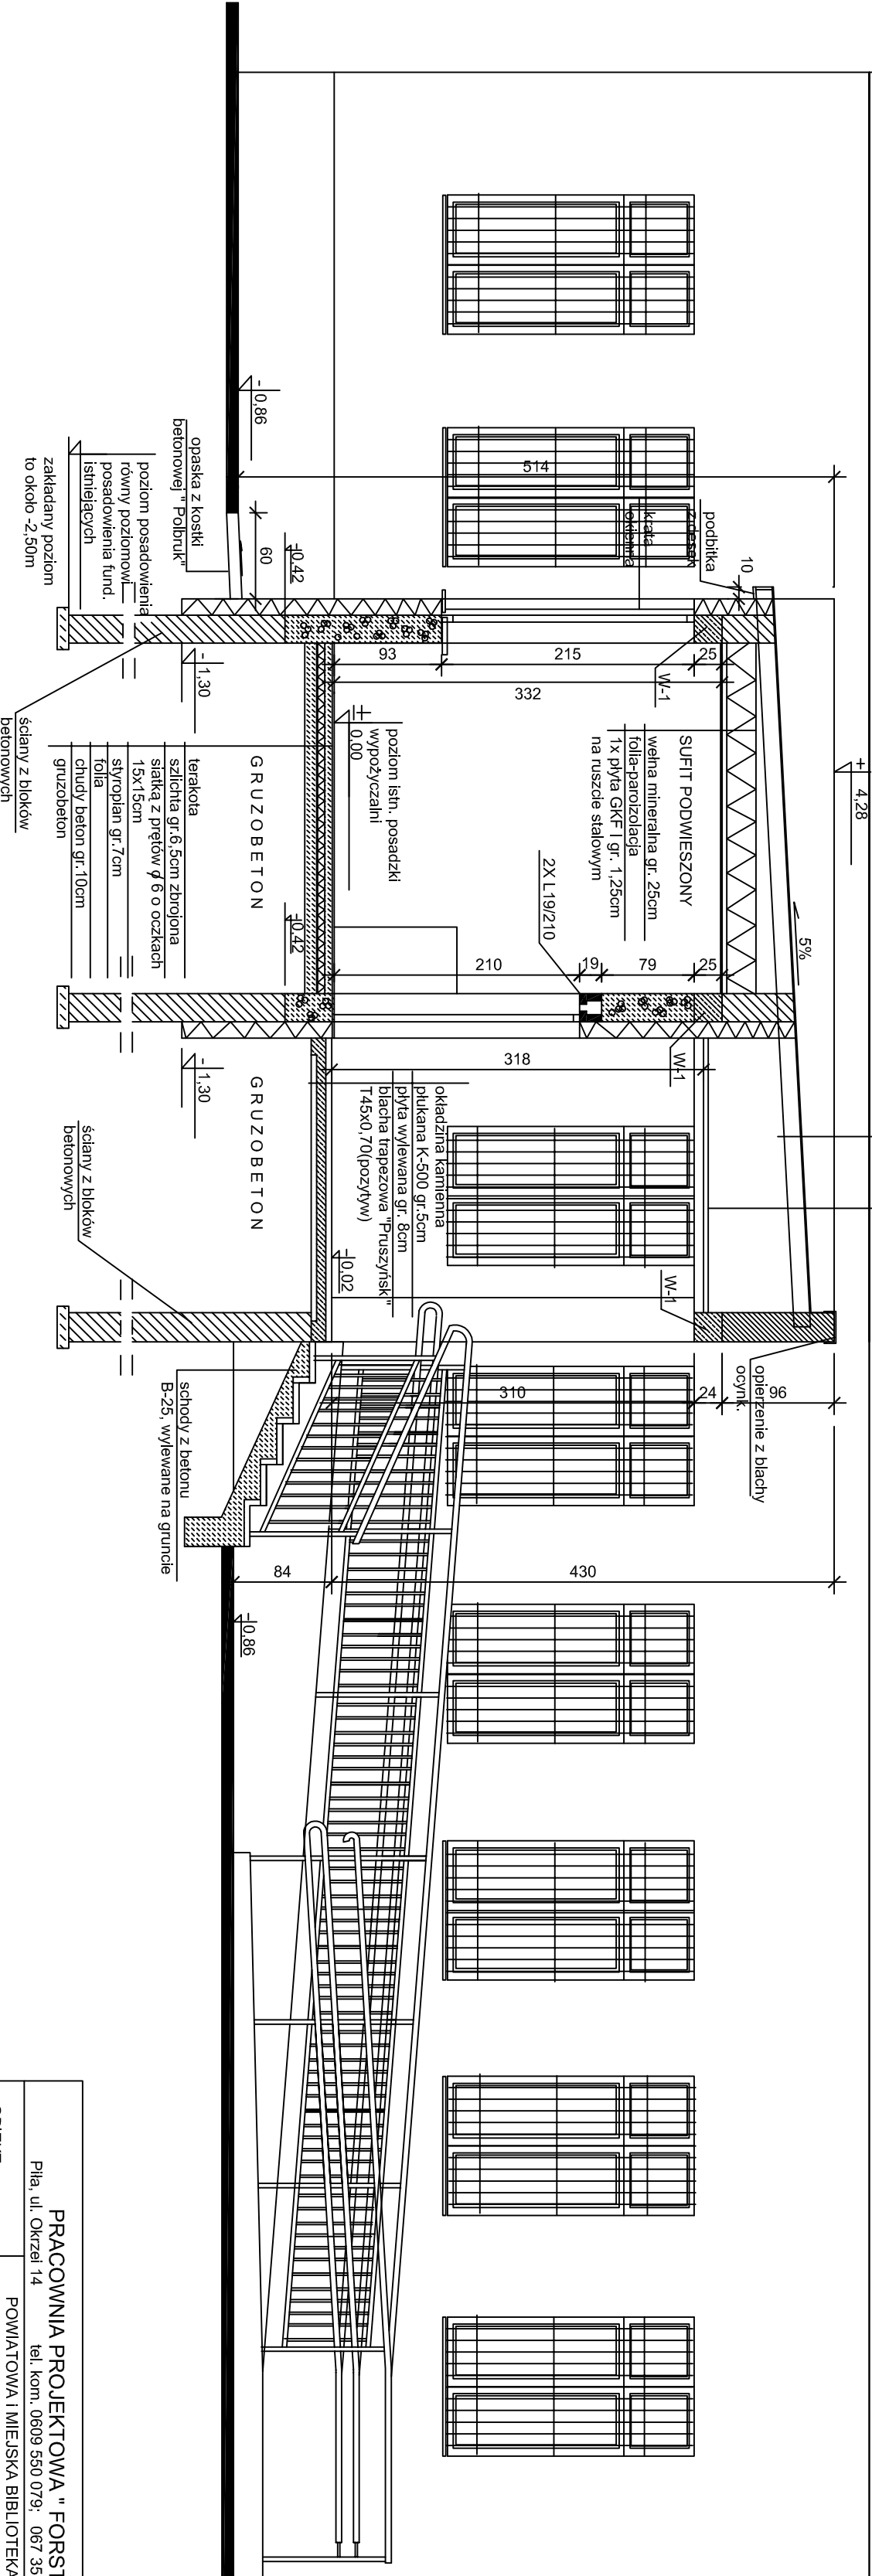 +
4,28
5%
10
podbitka
z desek
krata
okienna
514
- 0,86
60
opaska z kostki
betonowej " Polbruk"
poziom posadowienia
równy poziomowi
posadowienia fund.
istniejących
zakładany poziom
to około -2,50m
-0,42
- 1,30
ściany z bloków
betonowych
93
215
25
332
W-1
SUFIT PODWIESZONY
wełna mineralna gr. 25cm
folia-paroizolacja
1x płyta GKF I gr. 1,25cm
na ruszcie stalowym
2X L19/210
poziom istn. posadzki
wypożyczalni
0,00
GRUZOBETON
terakota
szlichta gr.6,5cm zbrojona
siatką z prętów ϕ 6 o oczkach
15x15cm
styropian gr.7cm
folia
chudy beton gr.10cm
gruzobeton
-0,42
210
19
79
25
W-1
318
- 1,30
GRUZOBETON
ściany z bloków
betonowych
okładzina kamienna
płukana K-500 gr.5cm
płyta wylewana gr. 8cm
blacha trapezowa "Pruszyński"
T45x0,70(pozytyw)
-0,02
W-1
opierzenie z blachy
ocynk.
310
24
96
84
430
schody z betonu
B-25, wylewane na gruncie
-0,86
PRACOWNIA PROJEKTOWA " FORST
Piła, ul. Okrzei 14 tel. kom. 0609 550 079; 067 35
POWIATOWA i MIEJSKA BIBLIOTEKA